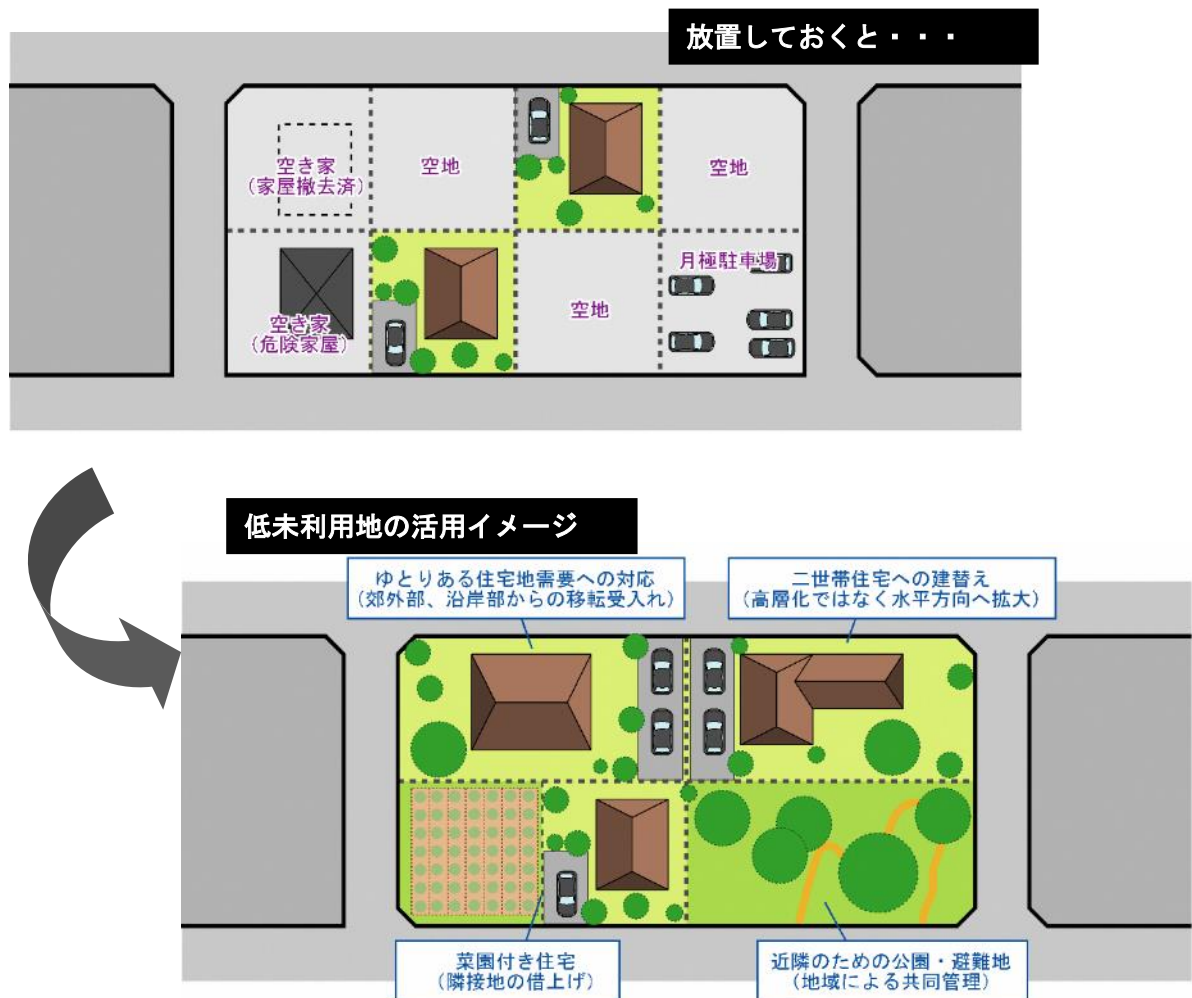 放置しておくと・・・
空き家
(家屋撤去済)
空地
空地
空き家
(危険家屋)
空地
月極駐車場
低未利用地の活用イメージ
ゆとりある住宅地需要への対応
(郊外部、沿岸部からの移転受入れ)
二世帯住宅への建替え
(高層化ではなく水平方向へ拡大)
菜園付き住宅
(隣接地の借上げ)
近隣のための公園・避難地
(地域による共同管理)